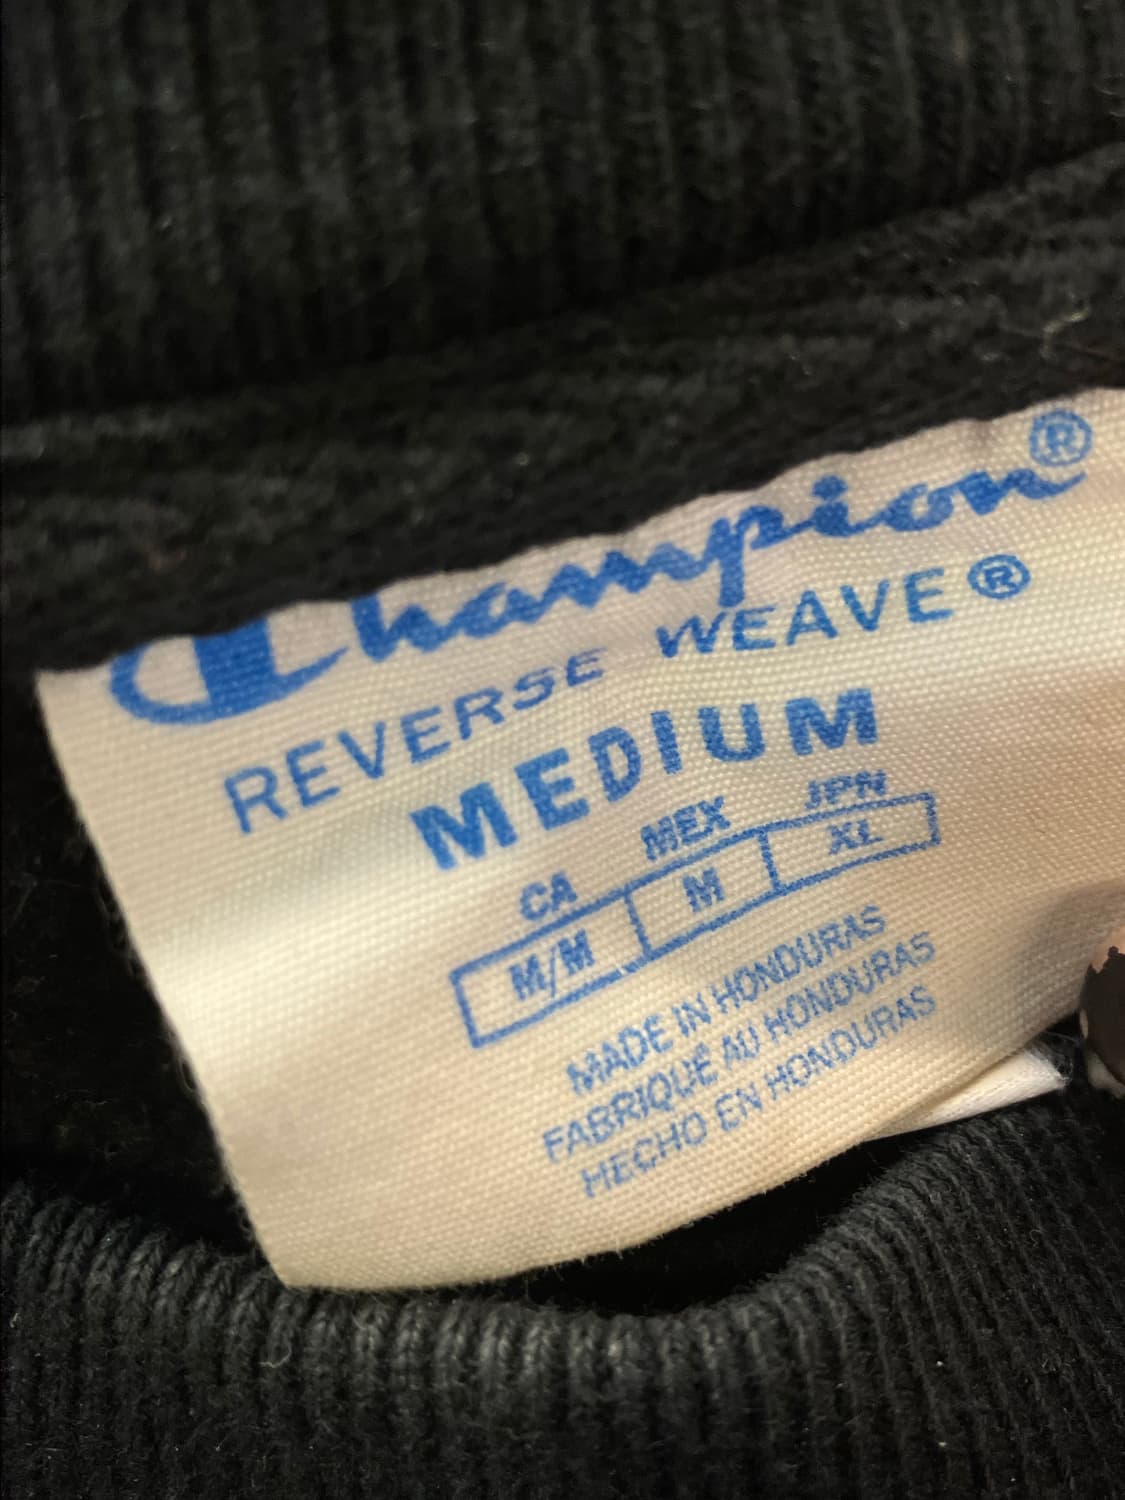 Champion®
REVERSE WEAVE®
MEDIUM
CA MEX JPN
M/M M XL
MADE IN HONDURAS
FABRIQUÉ AU HONDURAS
HECHO EN HONDURAS